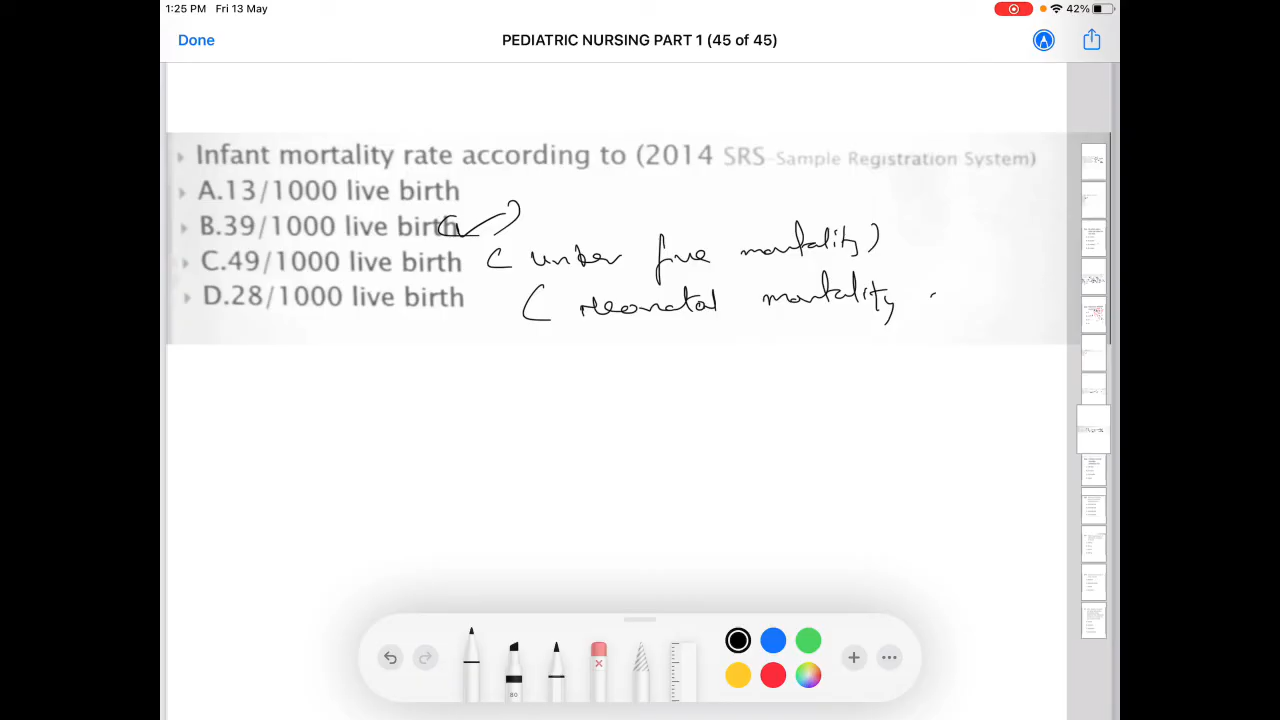 1:25 PM Fri 13 May 42%
Done PEDIATRIC NURSING PART 1 (45 of 45)
Infant mortality rate according to (2014 SRS-Sample Registration System)
A.13/1000 live birth
B.39/1000 live birth
C.49/1000 live birth ( under five mortality)
D.28/1000 live birth ( neonatal mortality
80